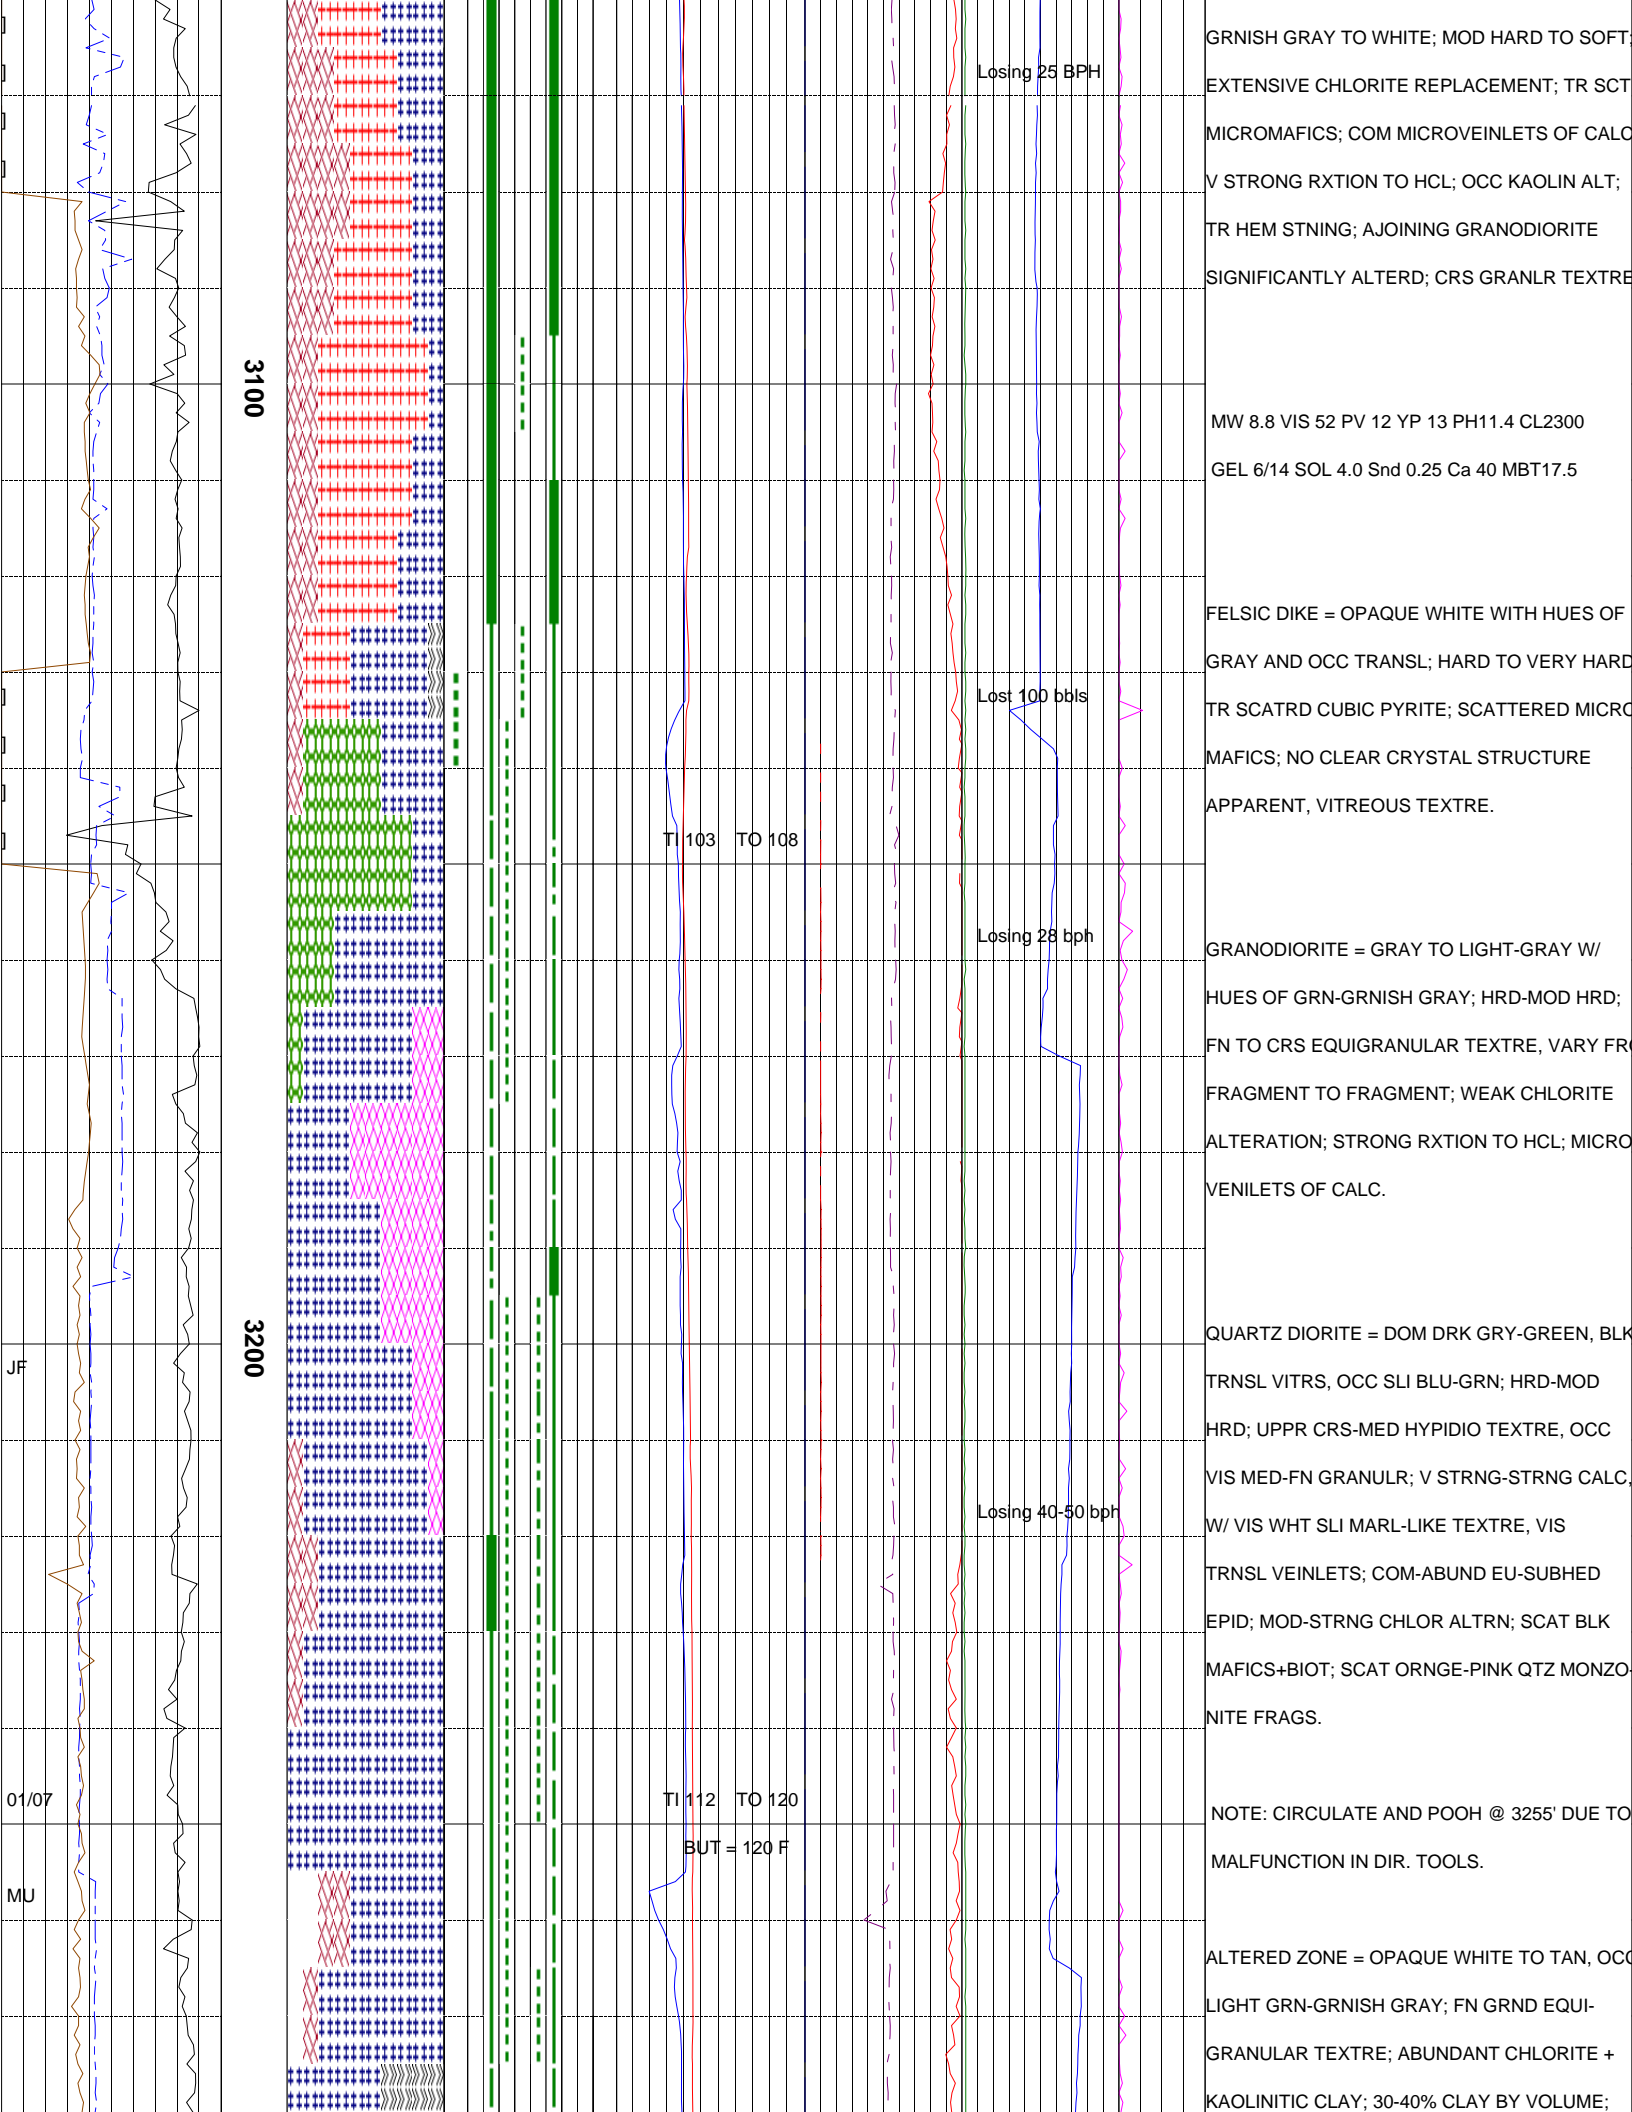 GRNISH GRAY TO WHITE; MOD HARD TO SOFT;
Losing 25 BPH
EXTENSIVE CHLORITE REPLACEMENT; TR SCT
MICROMAFICS; COM MICROVEINLETS OF CALC
V STRONG RXTION TO HCL; OCC KAOLIN ALT;
TR HEM STNING; AJOINING GRANODIORITE
SIGNIFICANTLY ALTERD; CRS GRANLR TEXTRE
3100
MW 8.8 VIS 52 PV 12 YP 13 PH11.4 CL2300
GEL 6/14 SOL 4.0 Snd 0.25 Ca 40 MBT17.5
FELSIC DIKE = OPAQUE WHITE WITH HUES OF
GRAY AND OCC TRANSL; HARD TO VERY HARD
Lost 100 bbls
TR SCATRD CUBIC PYRITE; SCATTERED MICRO
MAFICS; NO CLEAR CRYSTAL STRUCTURE
APPARENT, VITREOUS TEXTRE.
TI 103 TO 108
Losing 28 bph
GRANODIORITE = GRAY TO LIGHT-GRAY W/
HUES OF GRN-GRNISH GRAY; HRD-MOD HRD;
FN TO CRS EQUIGRANULAR TEXTRE, VARY FRO
FRAGMENT TO FRAGMENT; WEAK CHLORITE
ALTERATION; STRONG RXTION TO HCL; MICRO
VENILETS OF CALC.
3200
QUARTZ DIORITE = DOM DRK GRY-GREEN, BLK
JF
TRNSL VITRS, OCC SLI BLU-GRN; HRD-MOD
HRD; UPPR CRS-MED HYPIDIO TEXTRE, OCC
VIS MED-FN GRANULR; V STRNG-STRNG CALC,
Losing 40-50 bph
W/ VIS WHT SLI MARL-LIKE TEXTRE, VIS
TRNSL VEINLETS; COM-ABUND EU-SUBHED
EPID; MOD-STRNG CHLOR ALTRN; SCAT BLK
MAFICS+BIOT; SCAT ORNGE-PINK QTZ MONZO-
NITE FRAGS.
01/07
TI 112 TO 120
NOTE: CIRCULATE AND POOH @ 3255' DUE TO
BUT = 120 F
MALFUNCTION IN DIR. TOOLS.
MU
ALTERED ZONE = OPAQUE WHITE TO TAN, OCC
LIGHT GRN-GRNISH GRAY; FN GRND EQUI-
GRANULAR TEXTRE; ABUNDANT CHLORITE +
KAOLINITIC CLAY; 30-40% CLAY BY VOLUME;